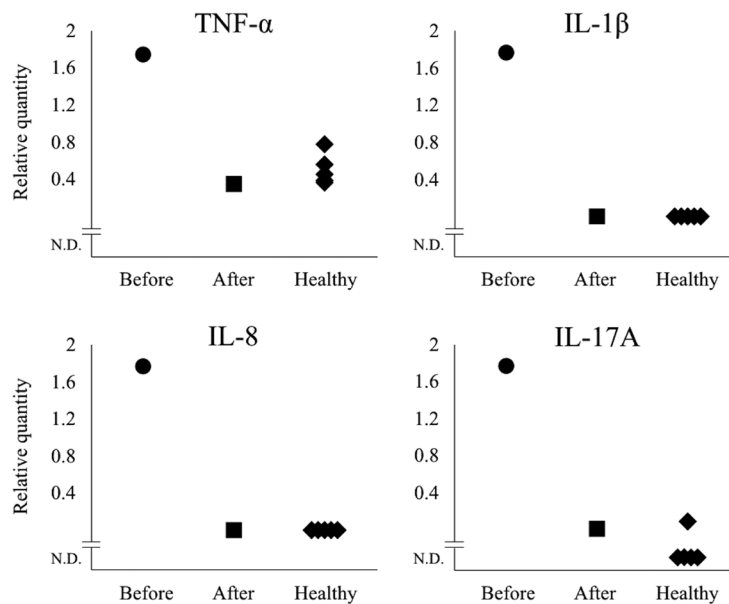 TNF-α
2
1.6
1.2
0.8
0.4
N.D.
Relative quantity
Before After Healthy
IL-1β
2
1.6
1.2
0.8
0.4
N.D.
Before After Healthy
IL-8
2
1.6
1.2
0.8
0.4
N.D.
Relative quantity
Before After Healthy
IL-17A
2
1.6
1.2
0.8
0.4
N.D.
Before After Healthy